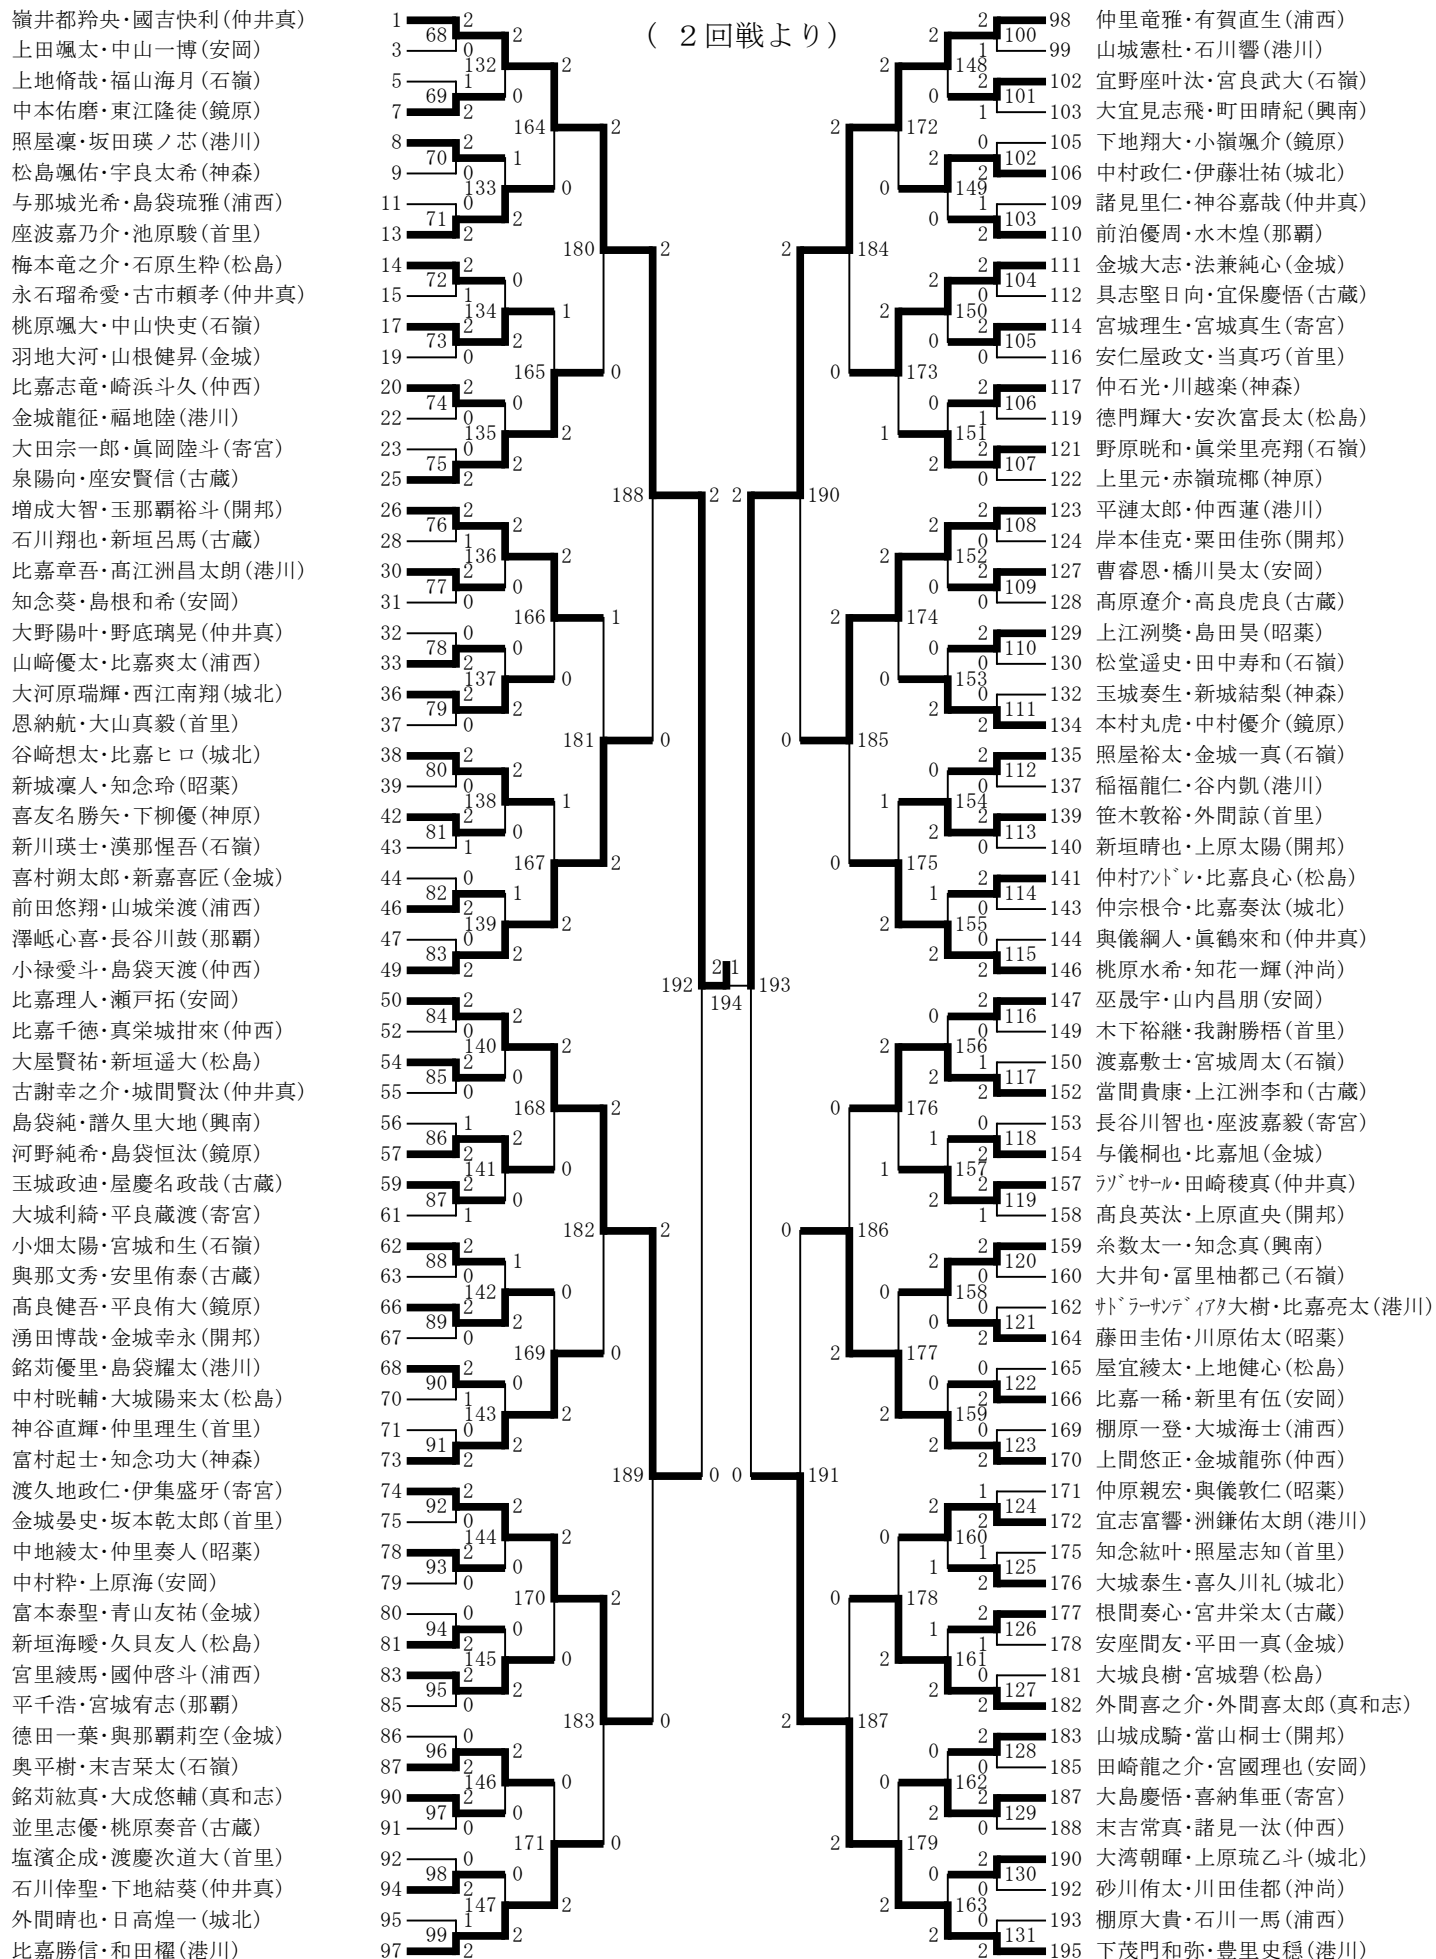 ( 2回戦より)
嶺井都羚央・國吉快利(仲井真) 1
上田颯太・中山一博(安岡) 3
上地脩哉・福山海月(石嶺) 5
中本佑磨・東江隆徒(鏡原) 7
照屋凜・坂田瑛ノ芯(港川) 8
松島颯佑・宇良太希(神森) 9
与那城光希・島袋琉雅(浦西) 11
座波嘉乃介・池原駿(首里) 13
梅本竜之介・石原生粋(松島) 14
永石瑠希愛・古市頼孝(仲井真) 15
桃原颯大・中山快吏(石嶺) 17
羽地大河・山根健昇(金城) 19
比嘉志竜・崎浜斗久(仲西) 20
金城龍征・福地陸(港川) 22
大田宗一郎・眞岡陸斗(寄宮) 23
泉陽向・座安賢信(古蔵) 25
増成大智・玉那覇裕斗(開邦) 26
石川翔也・新垣呂馬(古蔵) 28
比嘉章吾・髙江洲昌太朗(港川) 30
知念葵・島根和希(安岡) 31
大野陽叶・野底璃晃(仲井真) 32
山﨑優太・比嘉爽太(浦西) 33
大河原瑞輝・西江南翔(城北) 36
恩納航・大山真毅(首里) 37
谷﨑想太・比嘉ヒロ(城北) 38
新城凜人・知念玲(昭薬) 39
喜友名勝矢・下柳優(神原) 42
新川瑛士・漢那惺吾(石嶺) 43
喜村朔太郎・新嘉喜匠(金城) 44
前田悠翔・山城栄渡(浦西) 46
澤岻心喜・長谷川鼓(那覇) 47
小禄愛斗・島袋天渡(仲西) 49
比嘉理人・瀬戸拓(安岡) 50
比嘉千徳・真栄城拑來(仲西) 52
大屋賢祐・新垣遥大(松島) 54
古謝幸之介・城間賢汰(仲井真) 55
島袋純・譜久里大地(興南) 56
河野純希・島袋恒汰(鏡原) 57
玉城政迪・屋慶名政哉(古蔵) 59
大城利綺・平良蔵渡(寄宮) 61
小畑太陽・宮城和生(石嶺) 62
與那文秀・安里侑泰(古蔵) 63
髙良健吾・平良侑大(鏡原) 66
湧田博哉・金城幸永(開邦) 67
銘苅優里・島袋耀太(港川) 68
中村晄輔・大城陽来太(松島) 70
神谷直輝・仲里理生(首里) 71
富村起士・知念功大(神森) 73
渡久地政仁・伊集盛牙(寄宮) 74
金城晏史・坂本乾太郎(首里) 75
中地綾太・仲里奏人(昭薬) 78
中村粋・上原海(安岡) 79
富本泰聖・青山友祐(金城) 80
新垣海曖・久貝友人(松島) 81
宮里綾馬・國仲啓斗(浦西) 83
平千浩・宮城宥志(那覇) 85
德田一葉・與那覇莉空(金城) 86
奥平樹・末吉栞太(石嶺) 87
銘苅紘真・大成悠輔(真和志) 90
並里志優・桃原奏音(古蔵) 91
塩濱企成・渡慶次道大(首里) 92
石川倖聖・下地結葵(仲井真) 94
外間晴也・日高煌一(城北) 95
比嘉勝信・和田櫂(港川) 97
98 仲里竜雅・有賀直生(浦西)
99 山城憲杜・石川響(港川)
102 宜野座叶汰・宮良武大(石嶺)
103 大宜見志飛・町田晴紀(興南)
105 下地翔大・小嶺颯介(鏡原)
106 中村政仁・伊藤壮祐(城北)
109 諸見里仁・神谷嘉哉(仲井真)
110 前泊優周・水木煌(那覇)
111 金城大志・法兼純心(金城)
112 具志堅日向・宜保慶悟(古蔵)
114 宮城理生・宮城真生(寄宮)
116 安仁屋政文・当真巧(首里)
117 仲石光・川越楽(神森)
119 德門輝大・安次富長太(松島)
121 野原晄和・眞栄里亮翔(石嶺)
122 上里元・赤嶺琉梛(神原)
123 平漣太郎・仲西蓮(港川)
124 岸本佳克・粟田佳弥(開邦)
127 曹睿恩・橋川昊太(安岡)
128 髙原遼介・高良虎良(古蔵)
129 上江洌奬・島田昊(昭薬)
130 松堂遥史・田中寿和(石嶺)
132 玉城奏生・新城結梨(神森)
134 本村丸虎・中村優介(鏡原)
135 照屋裕太・金城一真(石嶺)
137 稲福龍仁・谷内凱(港川)
139 笹木敦裕・外間諒(首里)
140 新垣晴也・上原太陽(開邦)
141 仲村アンドレ・比嘉良心(松島)
143 仲宗根令・比嘉奏汰(城北)
144 與儀綱人・眞鶴來和(仲井真)
146 桃原水希・知花一輝(沖尚)
147 巫晟宇・山内昌朋(安岡)
149 木下裕継・我謝勝梧(首里)
150 渡嘉敷士・宮城周太(石嶺)
152 當間貴康・上江洲李和(古蔵)
153 長谷川智也・座波嘉毅(寄宮)
154 与儀桐也・比嘉旭(金城)
157 ラゾセサール・田崎稜真(仲井真)
158 髙良英汰・上原直央(開邦)
159 糸数太一・知念真(興南)
160 大井旬・冨里柚都己(石嶺)
162 サドラーサンディアタ大樹・比嘉亮太(港川)
164 藤田圭佑・川原佑太(昭薬)
165 屋宜綾太・上地健心(松島)
166 比嘉一稀・新里有伍(安岡)
169 棚原一登・大城海士(浦西)
170 上間悠正・金城龍弥(仲西)
171 仲原親宏・與儀敦仁(昭薬)
172 宜志富響・洲鎌佑太朗(港川)
175 知念紘叶・照屋志知(首里)
176 大城泰生・喜久川礼(城北)
177 根間奏心・宮井栄太(古蔵)
178 安座間友・平田一真(金城)
181 大城良樹・宮城碧(松島)
182 外間喜之介・外間喜太郎(真和志)
183 山城成騎・當山桐士(開邦)
185 田崎龍之介・宮國理也(安岡)
187 大島慶悟・喜納隼亜(寄宮)
188 末吉常真・諸見一汰(仲西)
190 大湾朝暉・上原琉乙斗(城北)
192 砂川侑太・川田佳都(沖尚)
193 棚原大貴・石川一馬(浦西)
195 下茂門和弥・豊里史穏(港川)